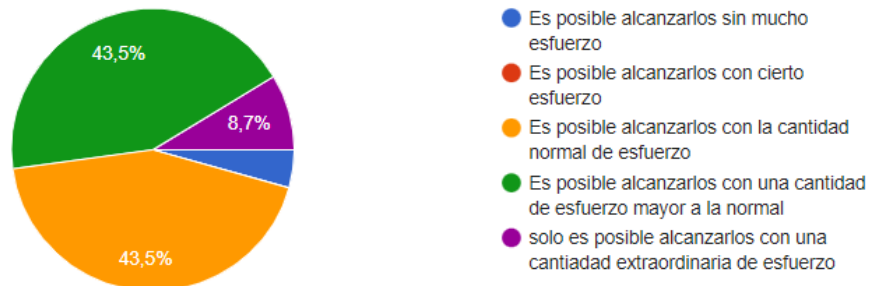 43,5%
8,7%
43,5%
Es posible alcanzarlos sin mucho
esfuerzo
Es posible alcanzarlos con cierto
esfuerzo
Es posible alcanzarlos con la cantidad
normal de esfuerzo
Es posible alcanzarlos con una cantidad
de esfuerzo mayor a la normal
solo es posible alcanzarlos con una
cantiadad extraordinaria de esfuerzo